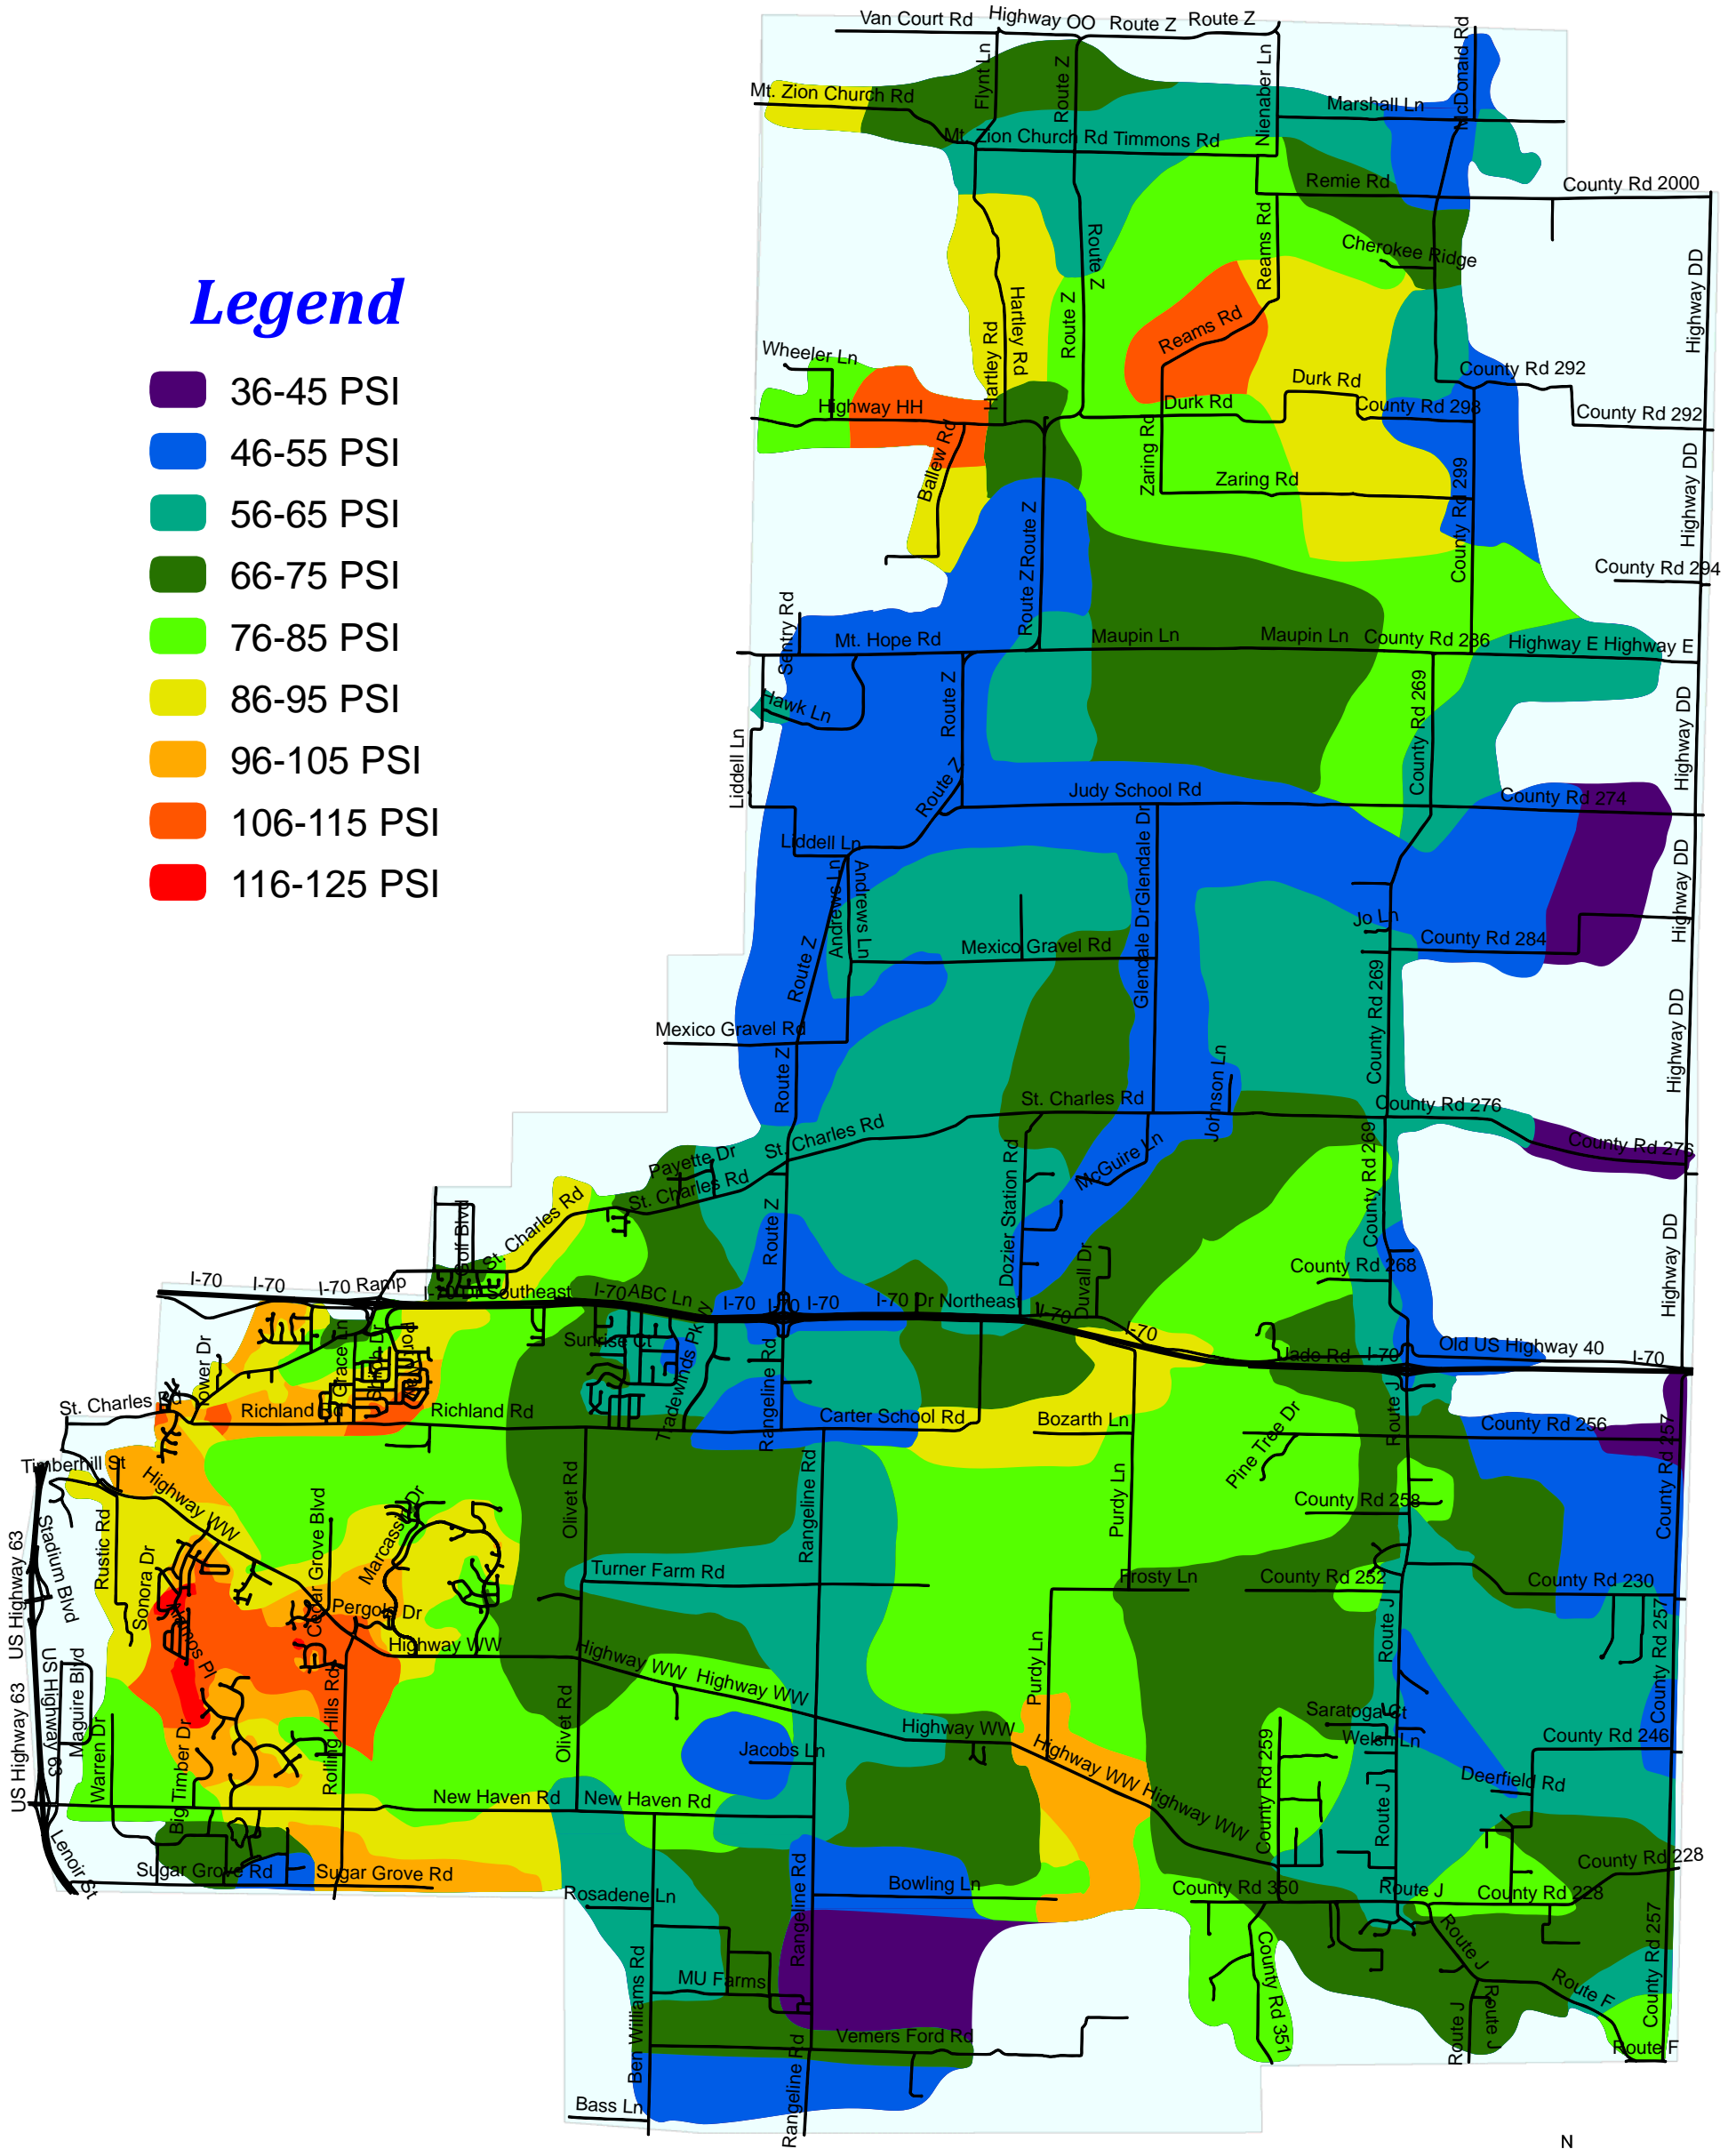 Van Court Rd
Highway OO
Route Z
Route Z
McDonald Rd
Flynt Ln
Route Z
Nienaber Ln
Mt. Zion Church Rd
Marshall Ln
Mt. Zion Church Rd
Timmons Rd
Remie Rd
County Rd 2000
Reams Rd
Cherokee Ridge
Route Z
Highway DD
Legend
36-45 PSI
46-55 PSI
56-65 PSI
66-75 PSI
76-85 PSI
86-95 PSI
96-105 PSI
106-115 PSI
116-125 PSI
Hartley Rd
Hartley Rd
Route Z
Reams Rd
Wheeler Ln
County Rd 292
Durk Rd
Durk Rd
County Rd 298
County Rd 292
Highway HH
Ballew Rd
Zaring Rd
Zaring Rd
County Rd 299
Highway DD
Route Z
Route Z
County Rd 294
Sentry Rd
Mt. Hope Rd
Maupin Ln
Maupin Ln
County Rd 286
Highway E
Highway E
Hawk Ln
Route Z
County Rd 269
Highway DD
Liddell Ln
Route Z
Judy School Rd
County Rd 274
Liddell Ln
Andrews Ln
Andrews Ln
Glendale Dr
Glendale Dr
Highway DD
Jo Ln
County Rd 284
Mexico Gravel Rd
Route Z
County Rd 269
Highway DD
Mexico Gravel Rd
Route Z
Johnson Ln
St. Charles Rd
County Rd 276
County Rd 276
St. Charles Rd
Payette Dr
St. Charles Rd
McGuire Ln
Dozier Station Rd
County Rd 269
Golf Blvd
St. Charles Rd
Route Z
Duvall Dr
County Rd 268
Highway DD
I-70
I-70
I-70 Ramp
I-70 Dr Southeast
I-70
ABC Ln
I-70
I-70
I-70
I-70 Dr Northeast
I-70
I-70
Jade Rd
I-70
Old US Highway 40
I-70
Tower Dr
Grace Ln
Sunrise Ct
Tradewinds Pkwy
Rangeline Rd
St. Charles Rd
Richland Rd
Richland Rd
Carter School Rd
Bozarth Ln
Pine Tree Dr
Route J
County Rd 256
County Rd 257
Timberhill St
Highway WW
Stadium Blvd
Rustic Rd
Sonora Dr
Cedar Grove Blvd
Marcassin Dr
Olivet Rd
Rangeline Rd
Purdy Ln
County Rd 258
US Highway 63
Turner Farm Rd
Frosty Ln
County Rd 252
County Rd 230
Pergola Dr
Highway WW
Highway WW
Highway WW
Purdy Ln
Route J
County Rd 257
US Highway 63
US Highway 63
Maguire Blvd
Warren Dr
Big Timber Dr
Rolling Hills Rd
Olivet Rd
Jacobs Ln
Highway WW
Highway WW
Highway WW
Saratoga Ct
Welsh Ln
County Rd 259
County Rd 246
County Rd 257
Deerfield Rd
Route J
New Haven Rd
New Haven Rd
Lenoir St
Sugar Grove Rd
Sugar Grove Rd
Rosadene Ln
Rangeline Rd
Bowling Ln
County Rd 350
Route J
County Rd 228
County Rd 228
Ben Williams Rd
MU Farms
County Rd 351
Route J
Route F
County Rd 257
Vemers Ford Rd
Rangeline Rd
Route J
Route J
Route F
Bass Ln
N